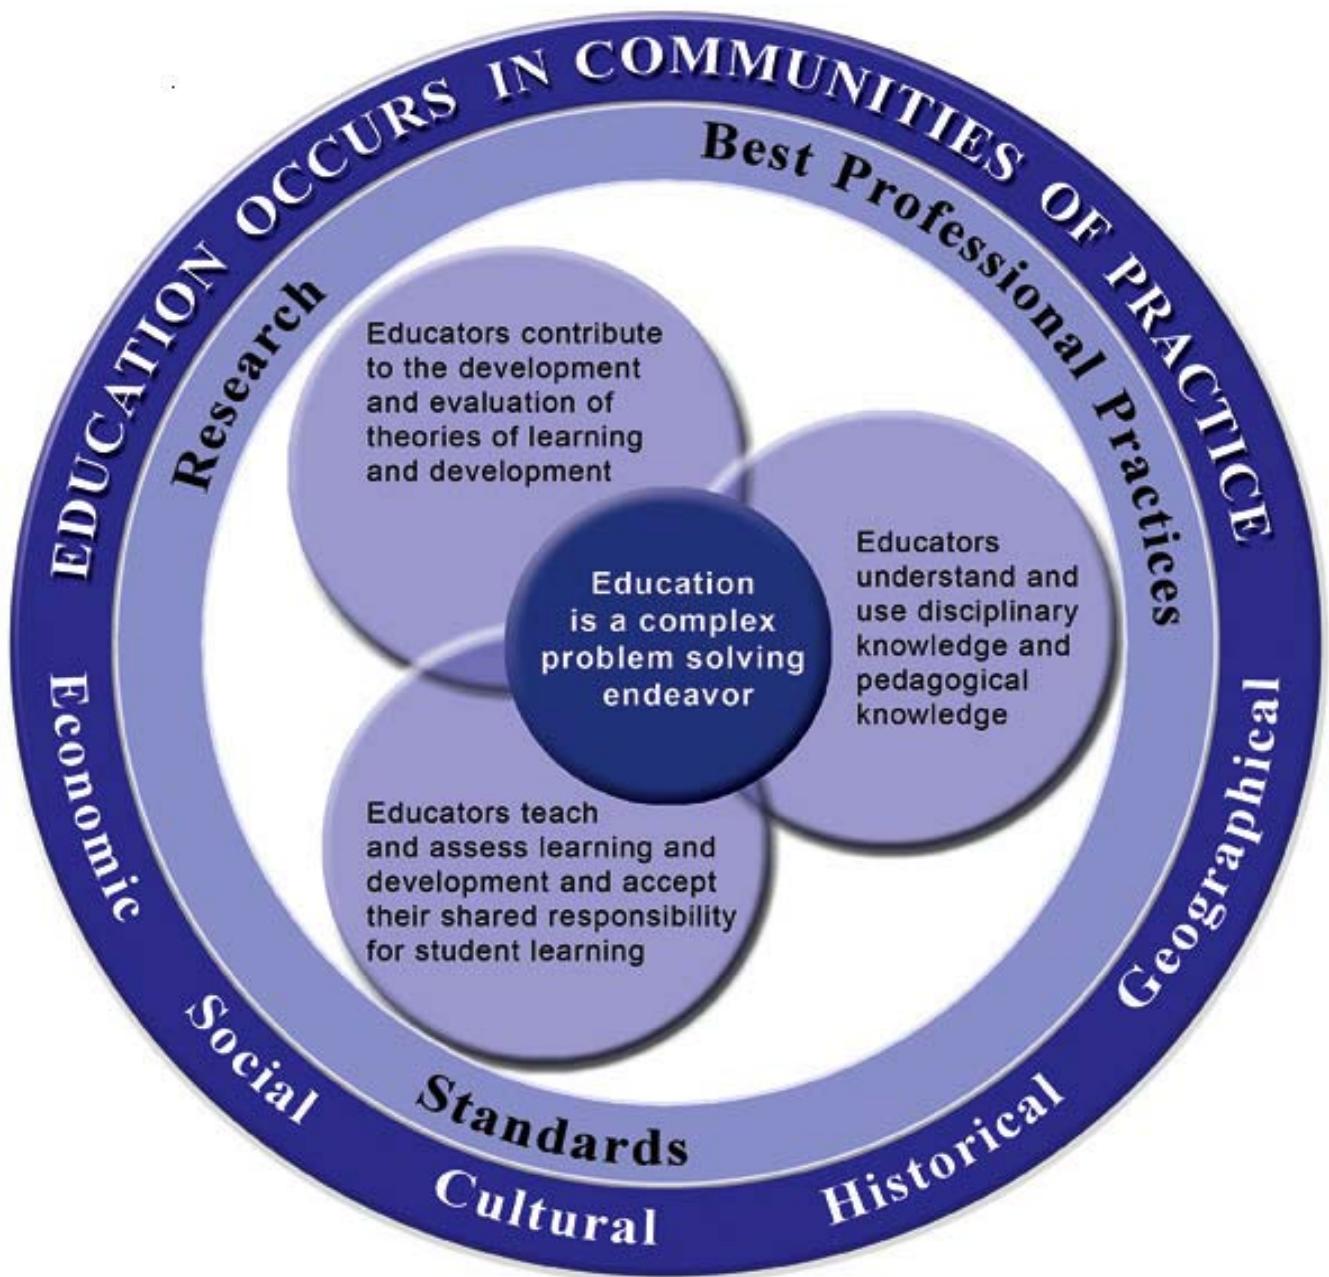 EDUCATION OCCURS IN COMMUNITIES OF PRACTICE
Best Professional Practices
Research
Educators contribute
to the development
and evaluation of
theories of learning
and development
Educators
understand and
use disciplinary
knowledge and
pedagogical
knowledge
Education
is a complex
problem solving
endeavor
Educators teach
and assess learning and
development and accept
their shared responsibility
for student learning
Standards
Economic
Social
Cultural
Historical
Geographical